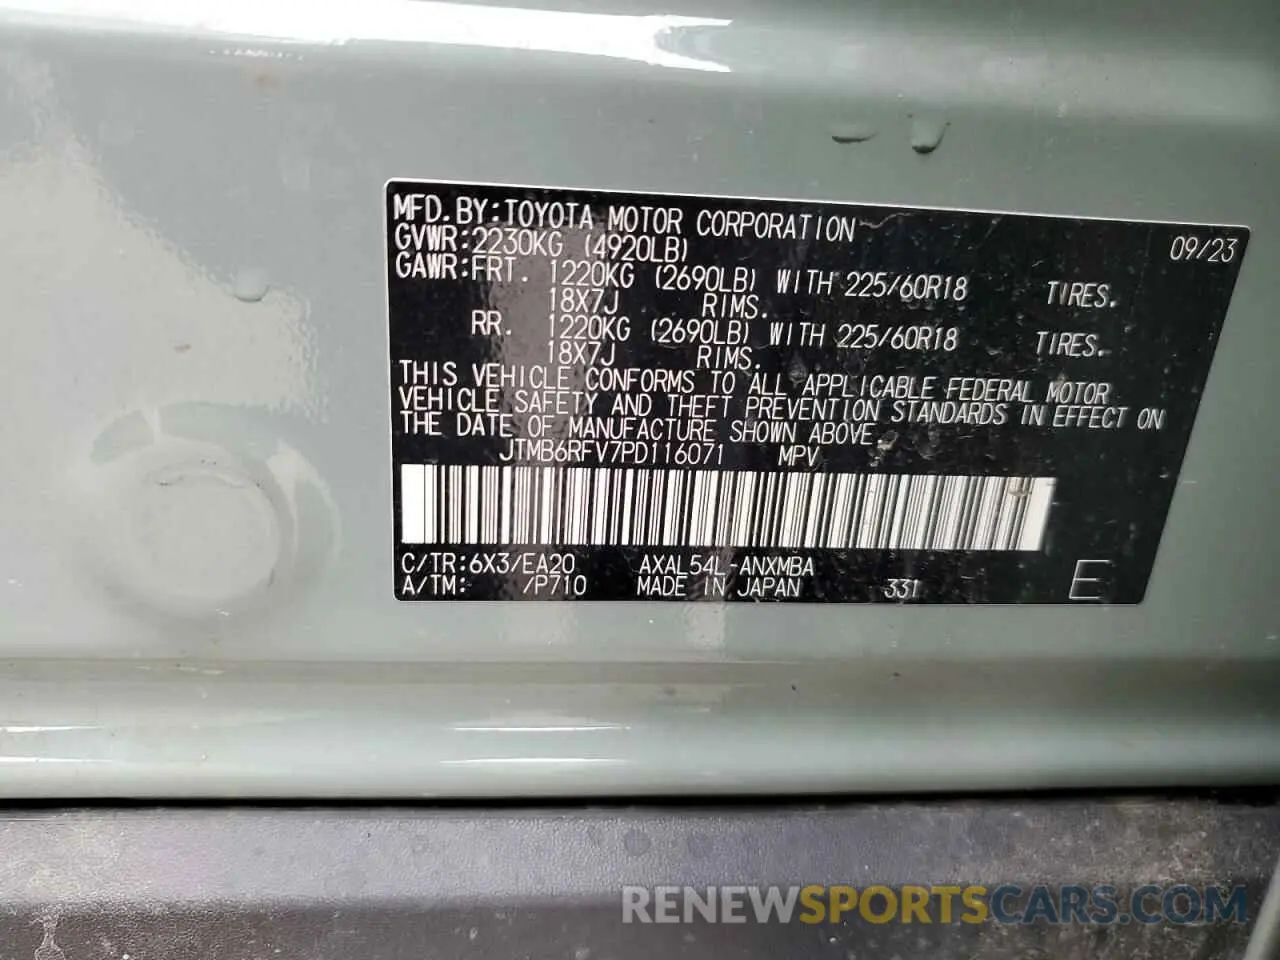 MFD.BY:TOYOTA MOTOR CORPORATION 09/23
GVWR:2230KG (4920LB)
GAWR:FRT. 1220KG (2690LB) WITH 225/60R18 TIRES.
18X7J RIMS.
RR. 1220KG (2690LB) WITH 225/60R18 TIRES.
18X7J RIMS.
THIS VEHICLE CONFORMS TO ALL APPLICABLE FEDERAL MOTOR
VEHICLE SAFETY AND THEFT PREVENTION STANDARDS IN EFFECT ON
THE DATE OF MANUFACTURE SHOWN ABOVE.
JTMB6RFV7PD116071 MPV
C/TR:6X3/EA20 AXAL54L-ANXMBA
A/TM: /P710 MADE IN JAPAN 331 E
RENEWSPORTSCARS.COM